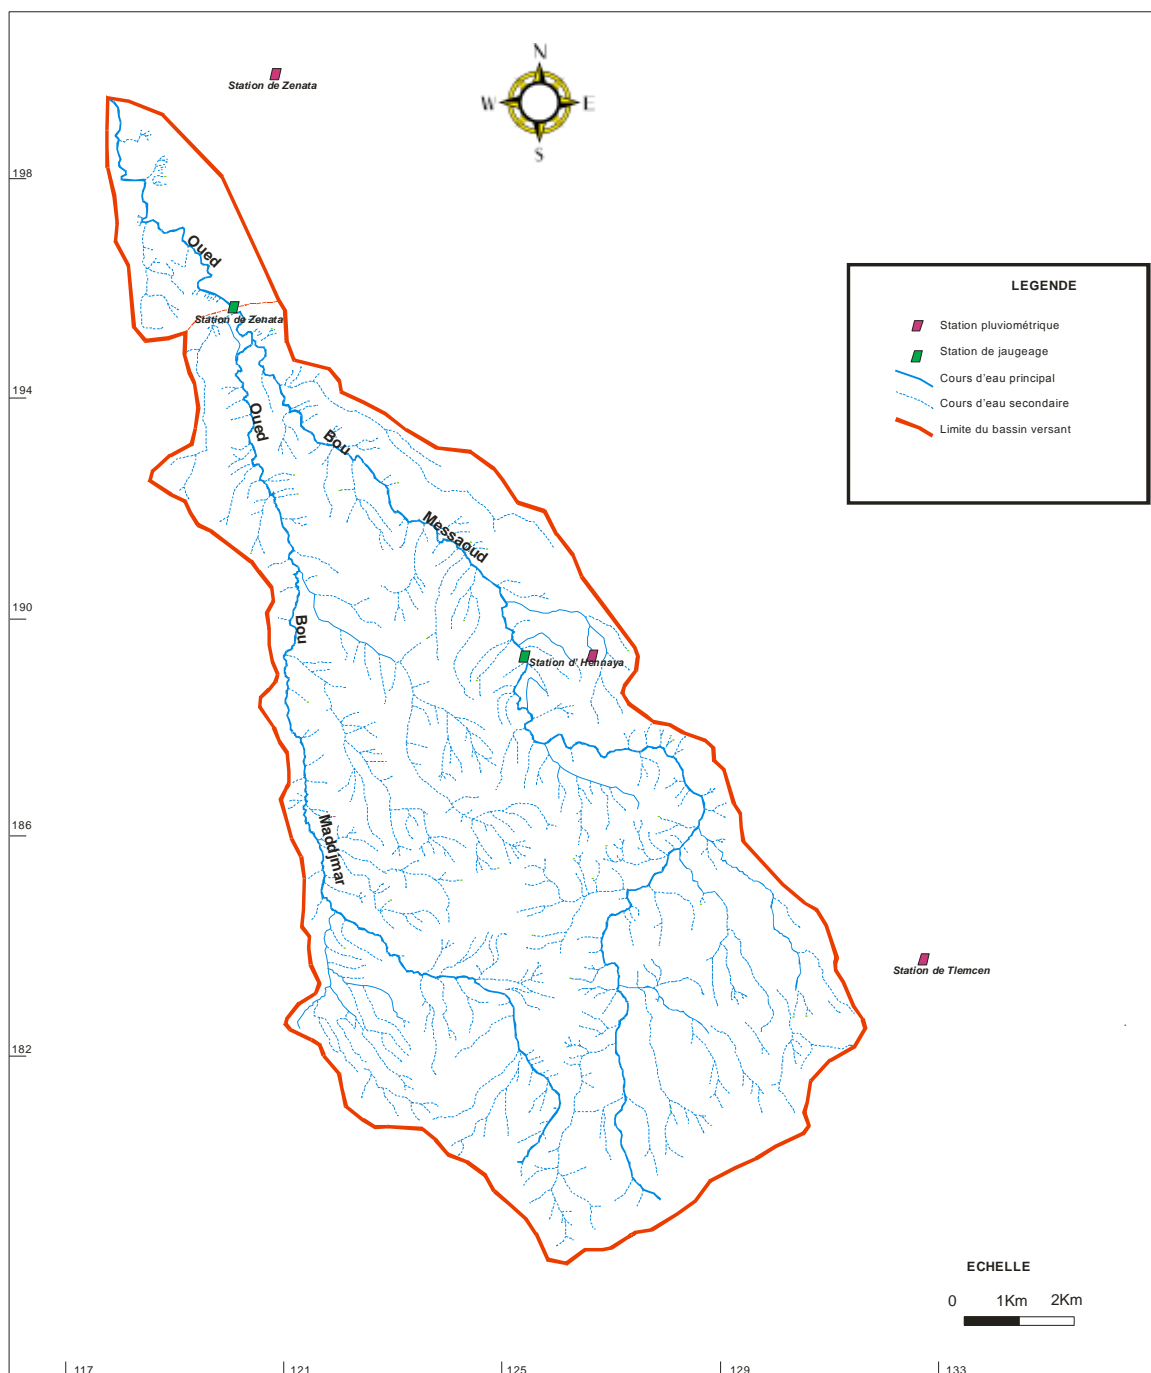 N
W E
S
Station de Zenata
198
Oued
Station de Zenata
LEGENDE
Station pluviométrique
Station de jaugeage
Cours d'eau principal
Cours d'eau secondaire
Limite du bassin versant
194
Oued
Bou
Messaoud
190
Bou
Station d' Hennaya
186
Maddjmar
Station de Tlemcen
182
ECHELLE
0 1Km 2Km
117 121 125 129 133